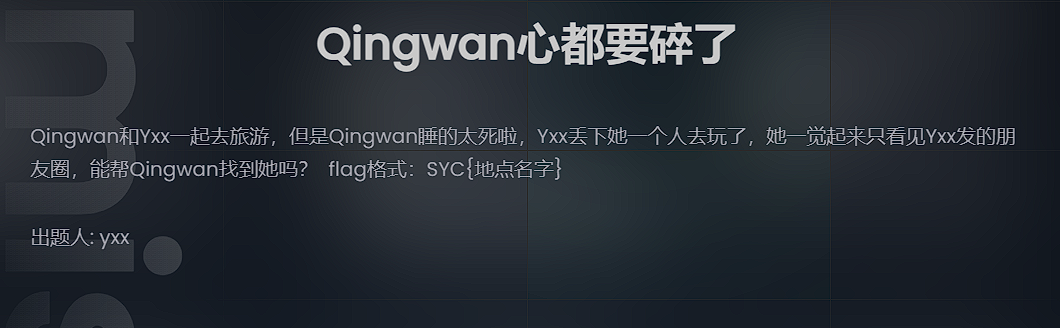 Qingwan心都要碎了
Qingwan和Yxx一起去旅游，但是Qingwan睡的太死啦，Yxx丢下她一个人去玩了，她一觉起来只看见Yxx发的朋
友圈，能帮Qingwan找到她吗？ flag格式：SYC{地点名字}
出题人: yxx